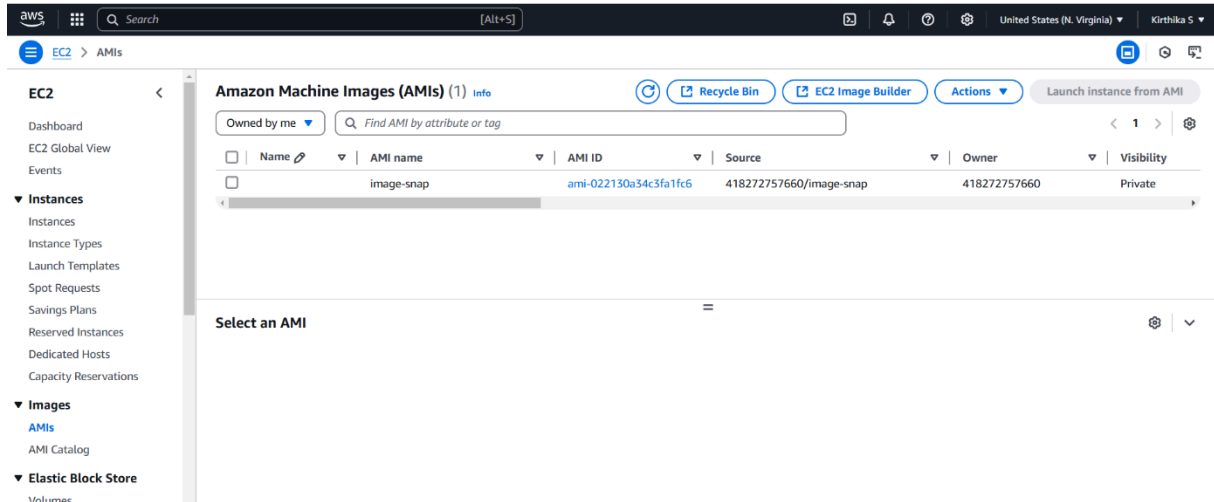 aws Search [Alt+S] United States (N. Virginia) Kirthika S
EC2 > AMIs
EC2
Dashboard
EC2 Global View
Events
Instances
Instances
Instance Types
Launch Templates
Spot Requests
Savings Plans
Reserved Instances
Dedicated Hosts
Capacity Reservations
Images
AMIs
AMI Catalog
Elastic Block Store
Volumes
Amazon Machine Images (AMIs) (1) Info Recycle Bin EC2 Image Builder Actions Launch instance from AMI
Owned by me Find AMI by attribute or tag < 1 >
Name AMI name AMI ID Source Owner Visibility
image-snap ami-022130a34c3fa1fc6 418272757660/image-snap 418272757660 Private
Select an AMI